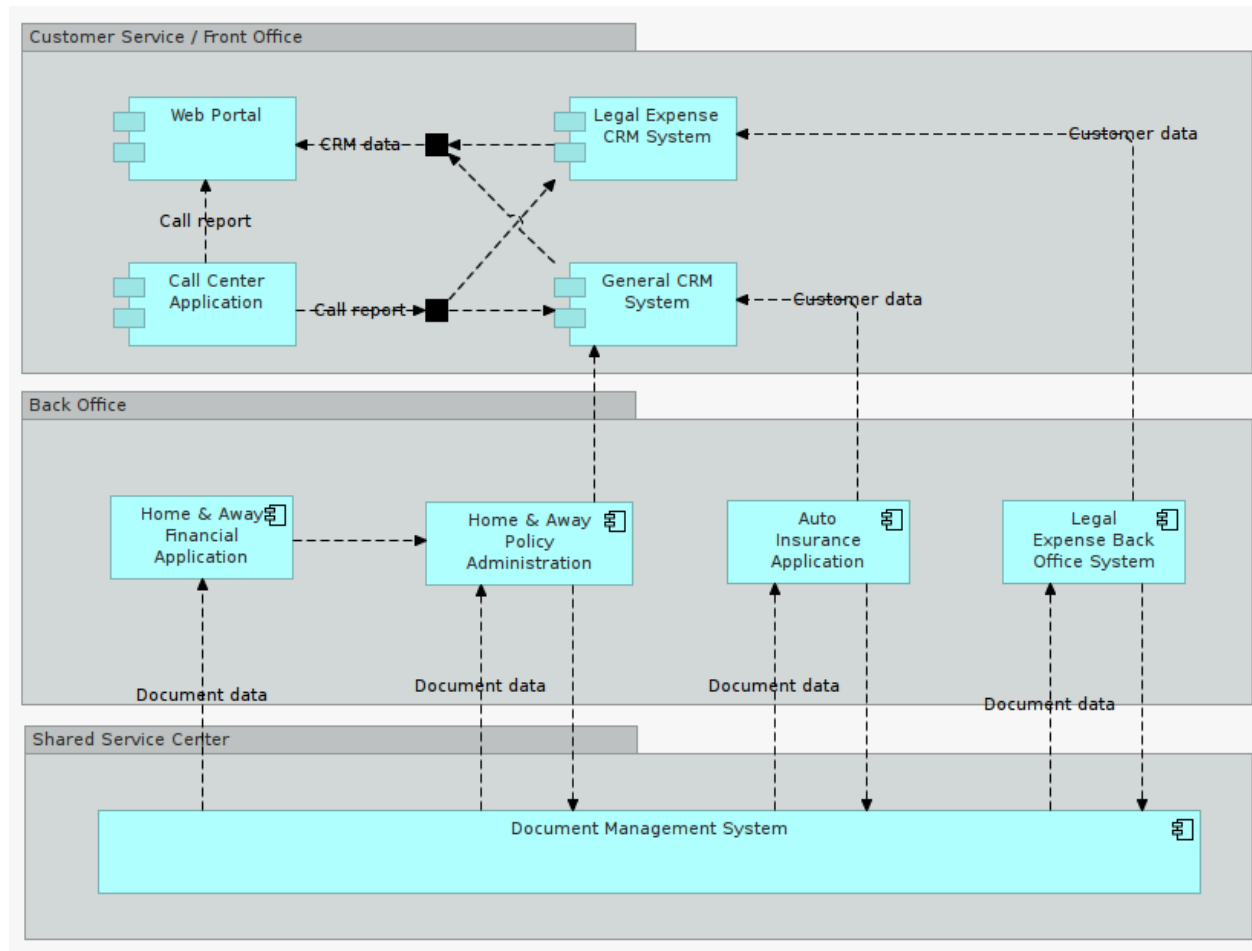 Customer Service / Front Office
Web Portal
Legal Expense
CRM System
CRM data
Customer data
Call report
Call Center
Application
Call report
General CRM
System
Customer data
Back Office
Home & Away
Financial
Application
Home & Away
Policy
Administration
Auto
Insurance
Application
Legal
Expense Back
Office System
Document data
Document data
Document data
Document data
Shared Service Center
Document Management System